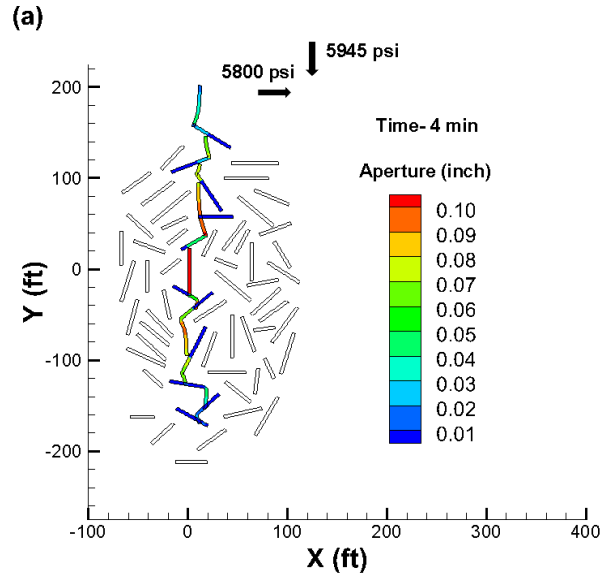 (a)
5945 psi
5800 psi
Time- 4 min
Aperture (inch)
0.10
0.09
0.08
0.07
0.06
0.05
0.04
0.03
0.02
0.01
Y (ft)
200
100
0
-100
-200
-100 0 100 200 300 400
X (ft)